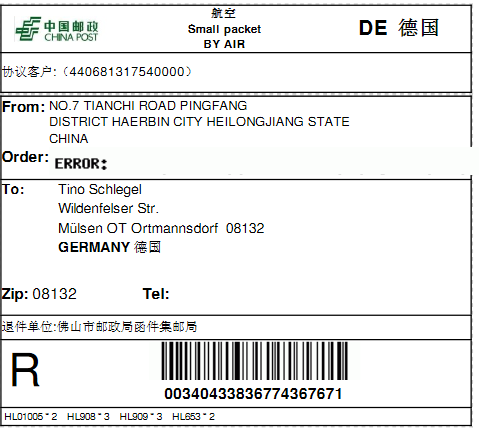 中国邮政
CHINA POST
航空
Small packet
BY AIR
DE 德国
协议客户:（440681317540000）
From: NO.7 TIANCHI ROAD PINGFANG
DISTRICT HAERBIN CITY HEILONGJIANG STATE
CHINA
Order: ERROR:
To: Tino Schlegel
Wildenfelser Str.
Mülsen OT Ortmannsdorf 08132
GERMANY 德国
Zip: 08132 Tel:
退件单位:佛山市邮政局函件集邮局
R
00340433836774367671
HL01005*2 HL908*3 HL909*3 HL653*2